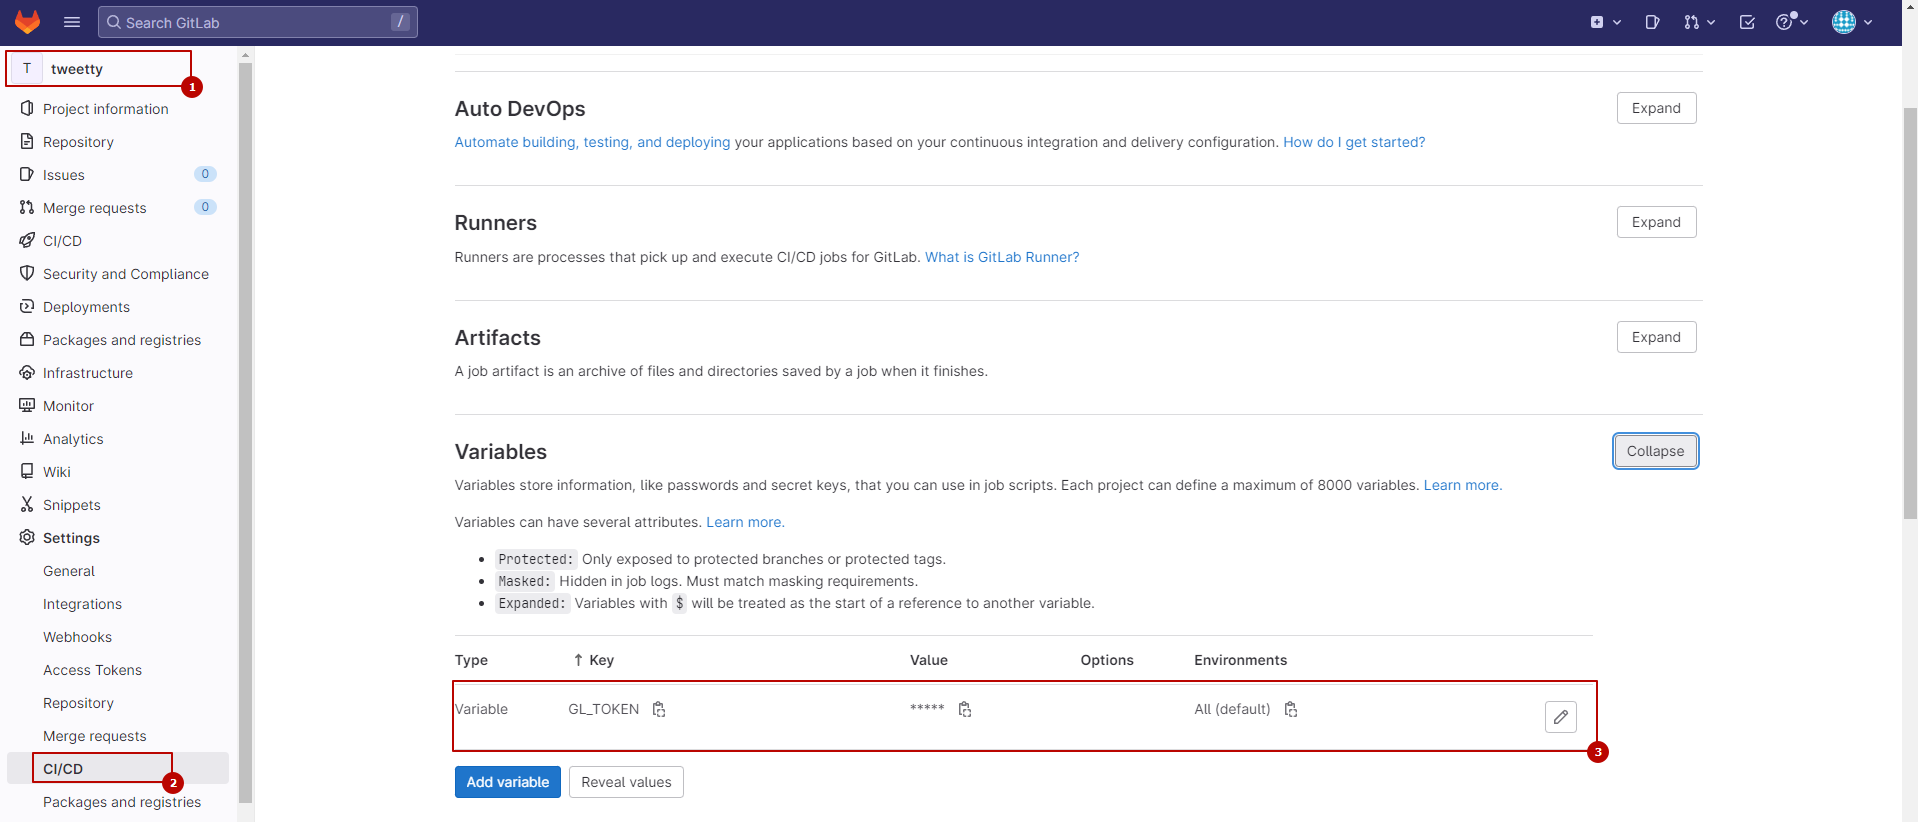 Search GitLab /
T tweetty
1
Project information
Repository
Issues 0
Merge requests 0
CI/CD
Security and Compliance
Deployments
Packages and registries
Infrastructure
Monitor
Analytics
Wiki
Snippets
Settings
General
Integrations
Webhooks
Access Tokens
Repository
Merge requests
CI/CD
2
Packages and registries
Auto DevOps Expand
Automate building, testing, and deploying your applications based on your continuous integration and delivery configuration. How do I get started?
Runners Expand
Runners are processes that pick up and execute CI/CD jobs for GitLab. What is GitLab Runner?
Artifacts Expand
A job artifact is an archive of files and directories saved by a job when it finishes.
Variables Collapse
Variables store information, like passwords and secret keys, that you can use in job scripts. Each project can define a maximum of 8000 variables. Learn more.
Variables can have several attributes. Learn more.
• Protected: Only exposed to protected branches or protected tags.
• Masked: Hidden in job logs. Must match masking requirements.
• Expanded: Variables with $ will be treated as the start of a reference to another variable.
Type ↑ Key Value Options Environments
Variable GL_TOKEN ***** All (default)
3
Add variable Reveal values